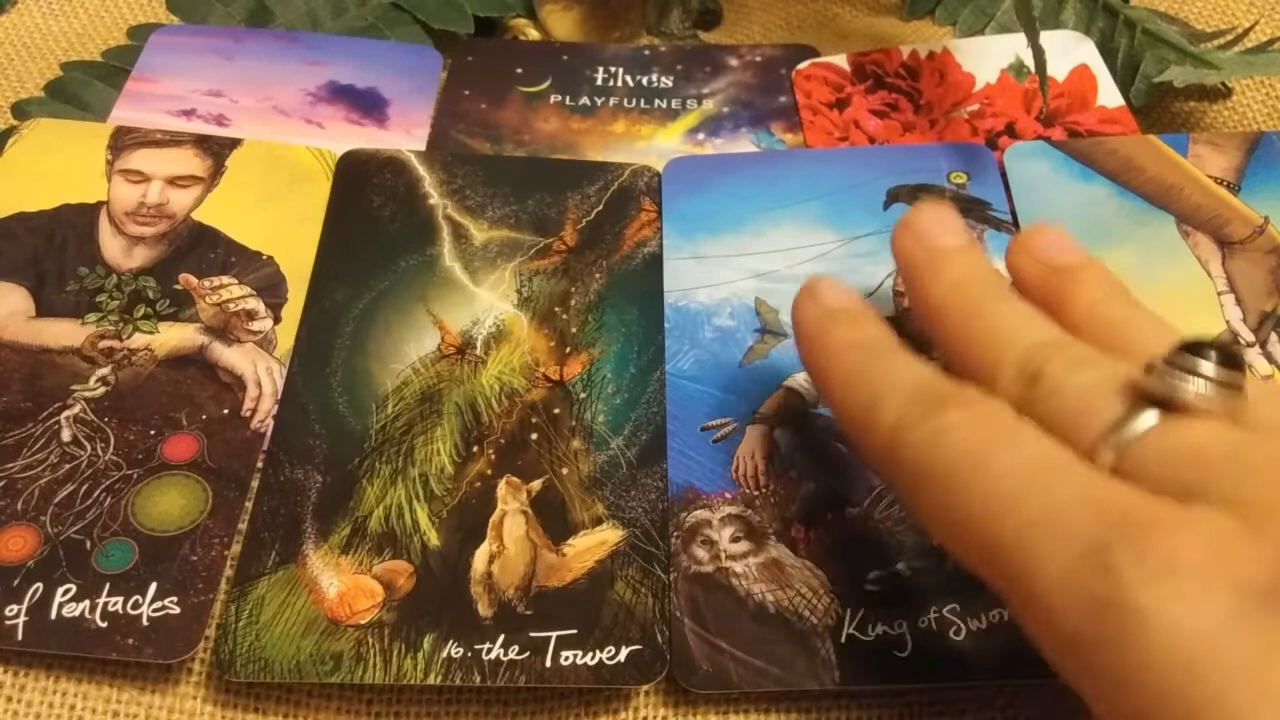 Elves
PLAYFULNESS
of Pentacles
16. the Tower
King of Swor